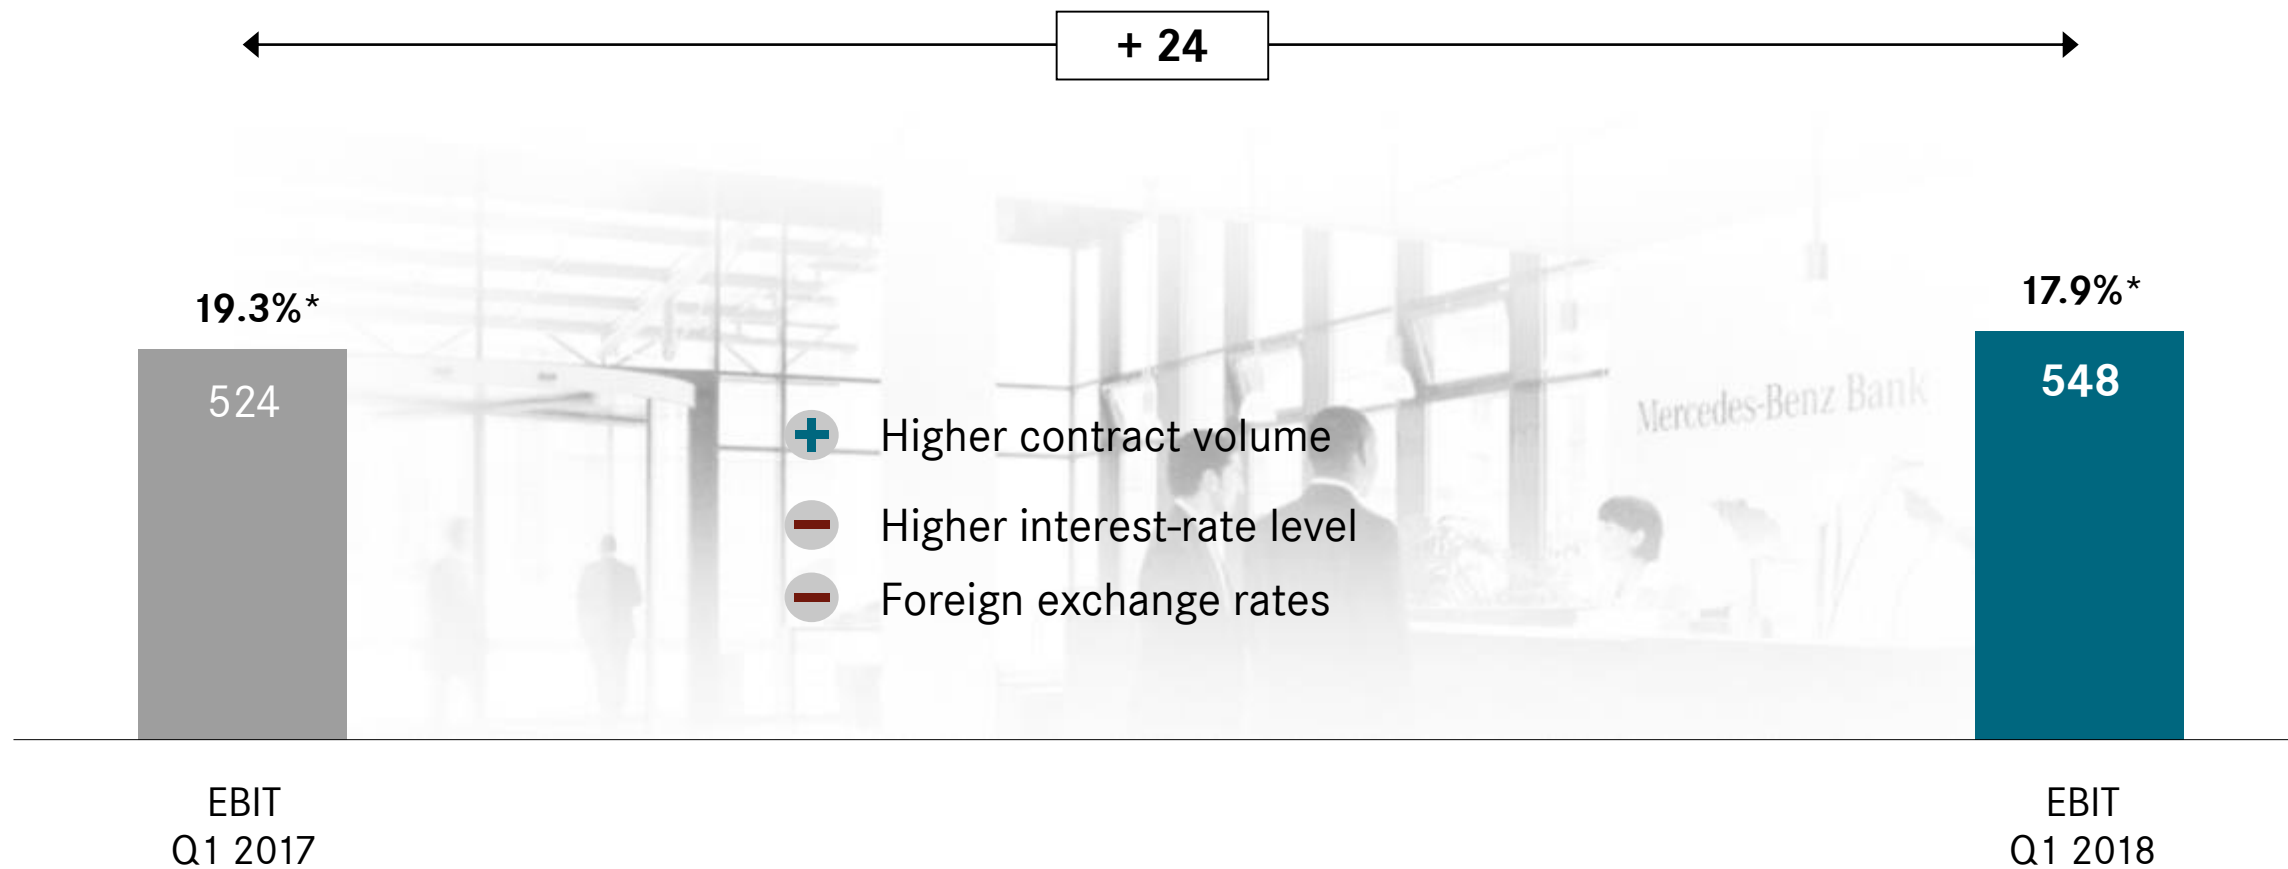 + 24
19.3%*
17.9%*
524
548
Mercedes-Benz Bank
+ Higher contract volume
− Higher interest-rate level
− Foreign exchange rates
EBIT
Q1 2017
EBIT
Q1 2018